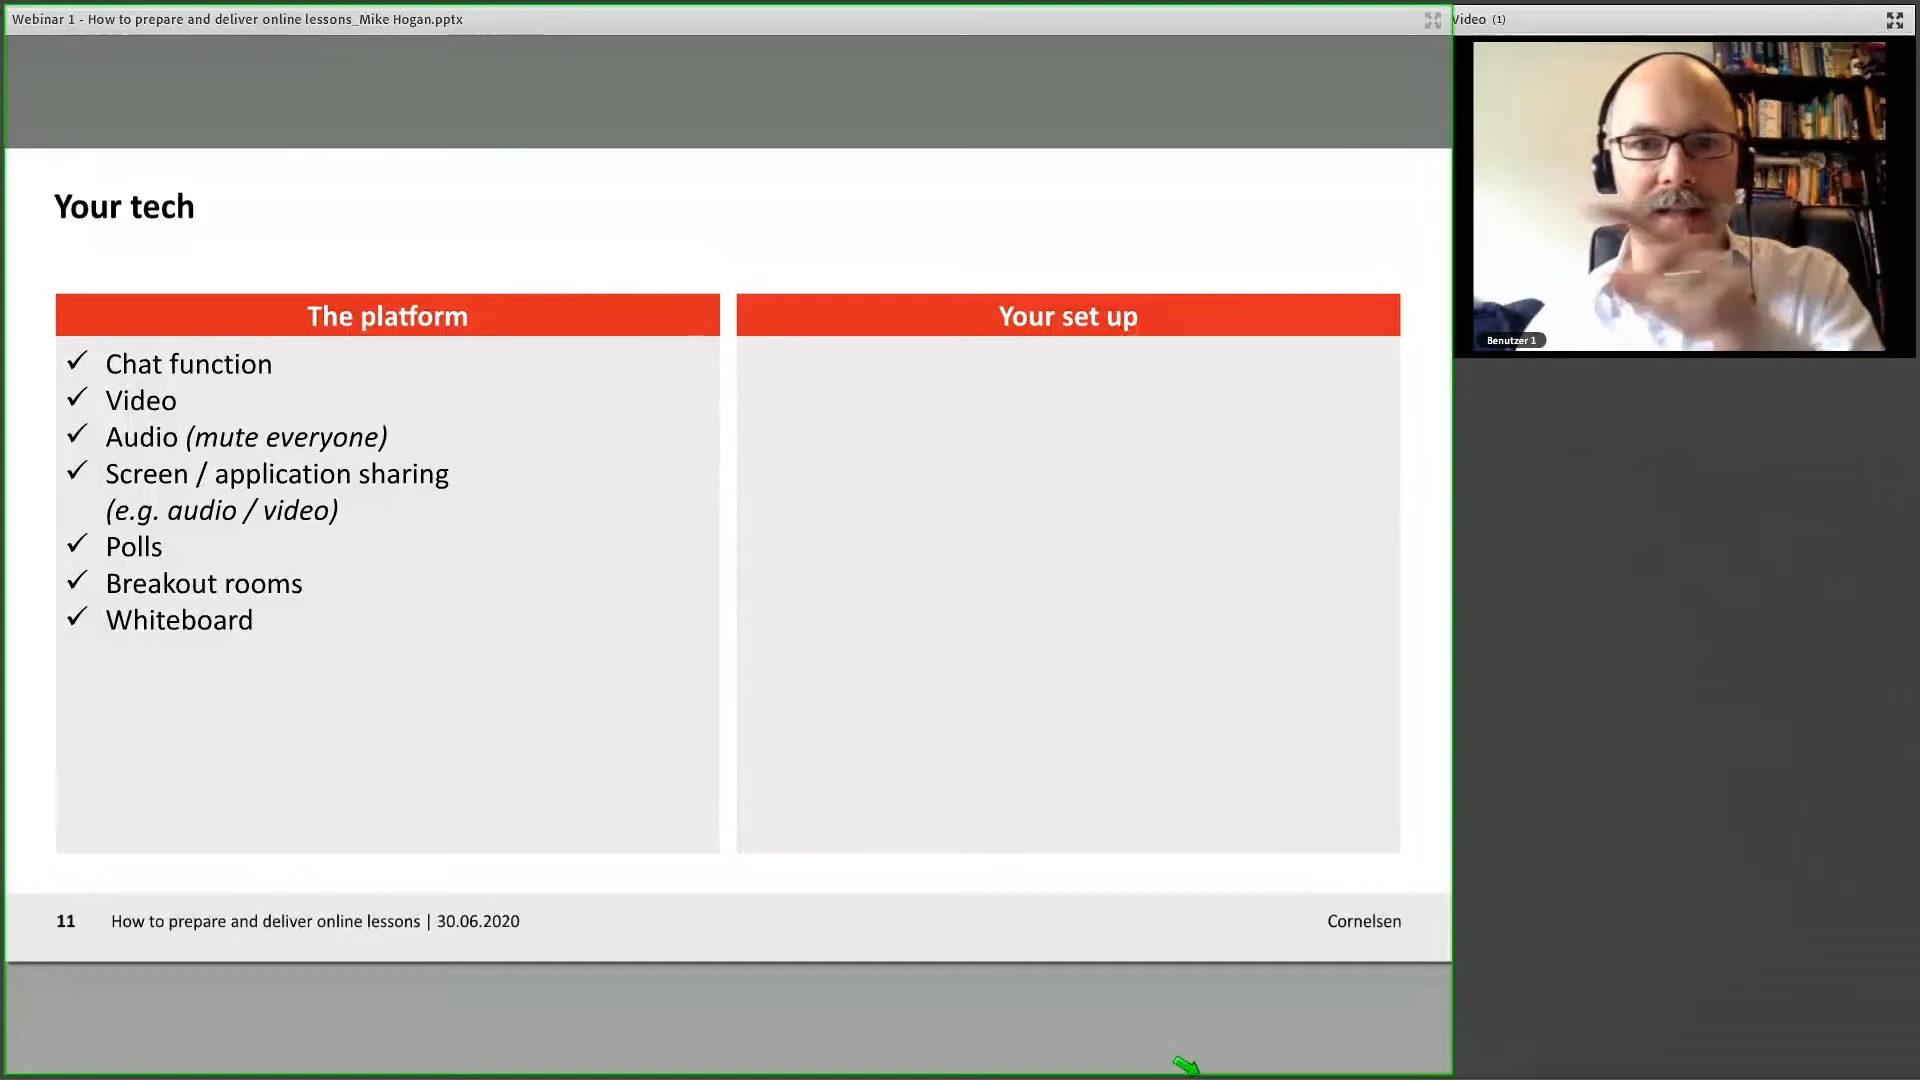 Webinar 1 - How to prepare and deliver online lessons_Mike Hogan.pptx
Video (1)
Benutzer 1
Your tech
The platform
✓ Chat function
✓ Video
✓ Audio (mute everyone)
✓ Screen / application sharing
(e.g. audio / video)
✓ Polls
✓ Breakout rooms
✓ Whiteboard
Your set up
11 How to prepare and deliver online lessons | 30.06.2020 Cornelsen